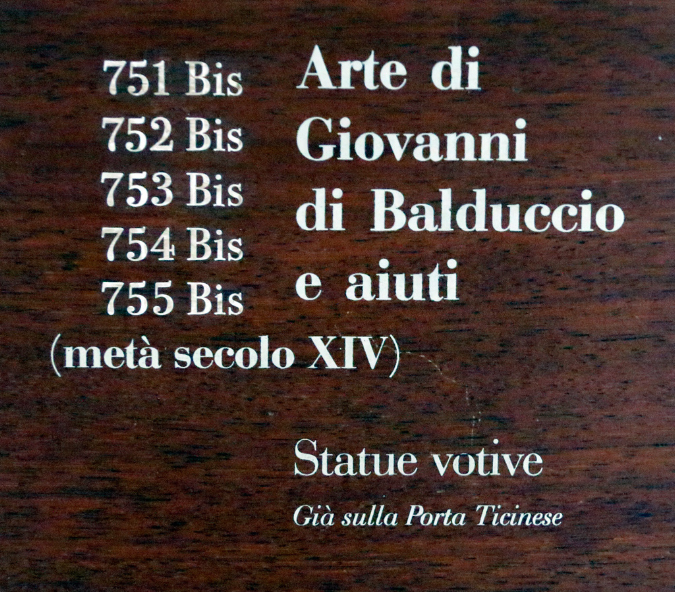 751 Bis
752 Bis
753 Bis
754 Bis
755 Bis
(metà secolo XIV)
Arte di
Giovanni
di Balduccio
e aiuti
Statue votive
Già sulla Porta Ticinese